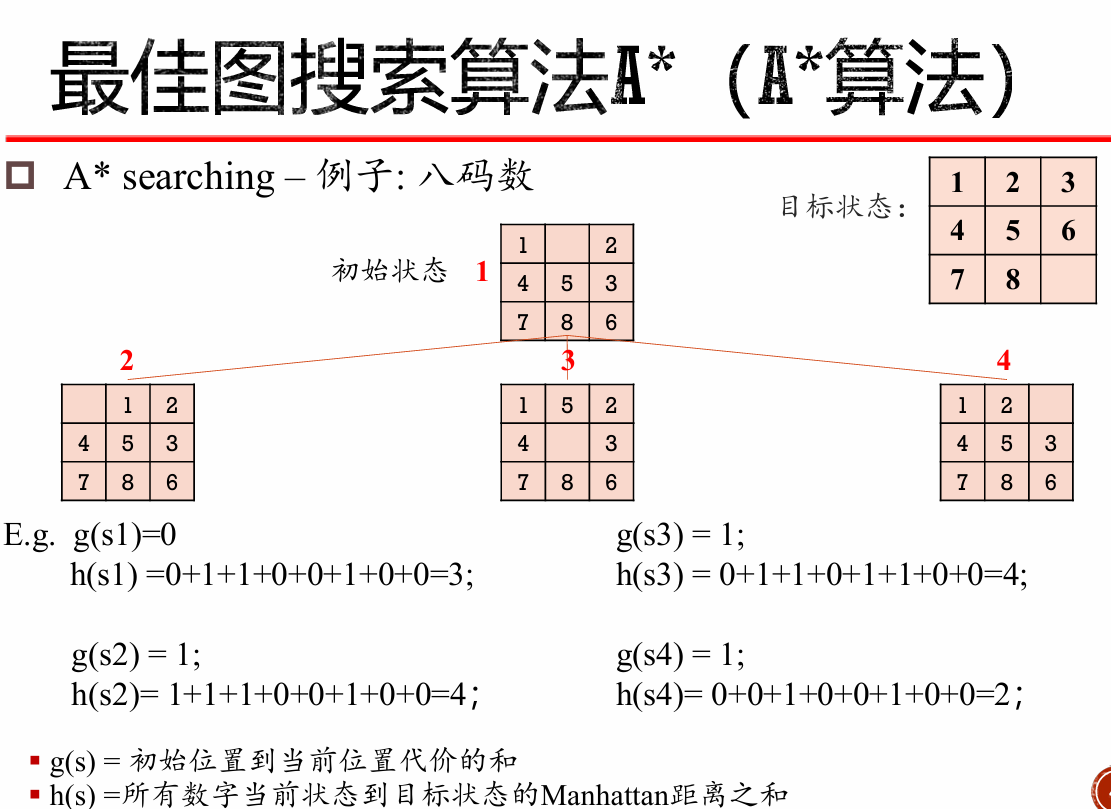 最佳图搜索算法A*（A*算法）
A* searching – 例子: 八码数
目标状态：
1 2 3
4 5 6
7 8
初始状态 1
1 2
4 5 3
7 8 6
2 3 4
1 2
4 5 3
7 8 6
1 5 2
4 3
7 8 6
1 2
4 5 3
7 8 6
E.g. g(s1)=0
h(s1) =0+1+1+0+0+1+0+0=3;
g(s2) = 1;
h(s2)= 1+1+1+0+0+1+0+0=4；
g(s3) = 1;
h(s3) = 0+1+1+0+1+1+0+0=4;
g(s4) = 1;
h(s4)= 0+0+1+0+0+1+0+0=2；
g(s) = 初始位置到当前位置代价的和
h(s) =所有数字当前状态到目标状态的Manhattan距离之和